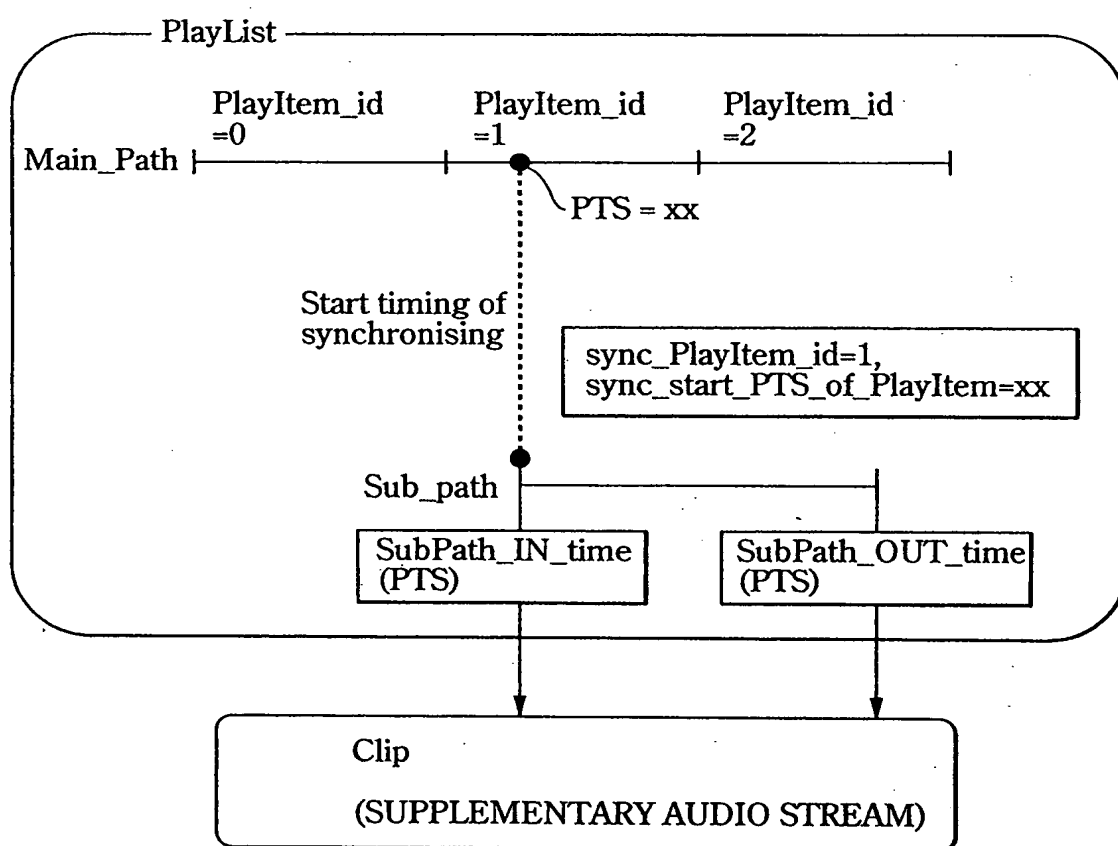 PlayList
PlayItem_id
=0
PlayItem_id
=1
PlayItem_id
=2
Main_Path
PTS = xx
Start timing of
synchronising
sync_PlayItem_id=1,
sync_start_PTS_of_PlayItem=xx
Sub_path
SubPath_IN_time
(PTS)
SubPath_OUT_time
(PTS)
Clip
(SUPPLEMENTARY AUDIO STREAM)